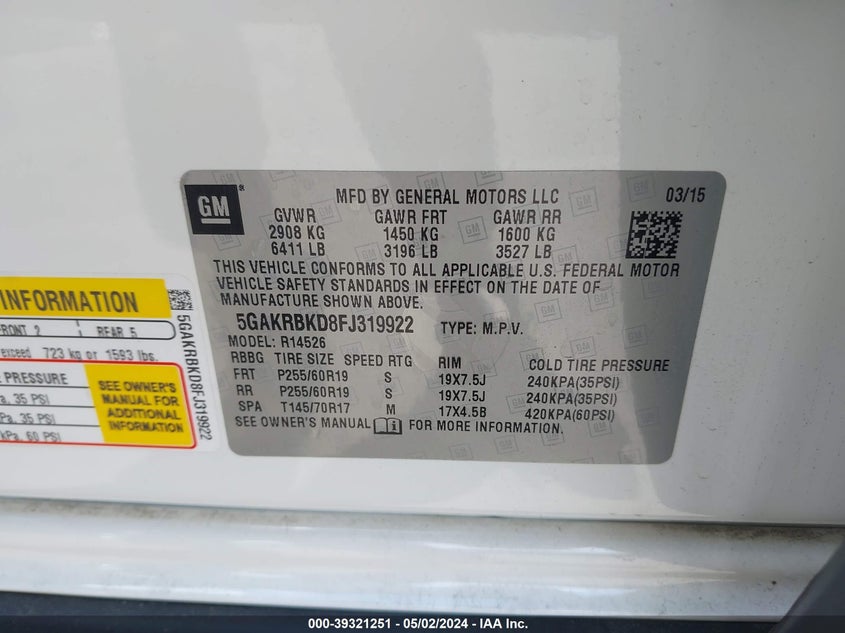 GM ®
MFD BY GENERAL MOTORS LLC 03/15
GVWR GAWR FRT GAWR RR
2908 KG 1450 KG 1600 KG
6411 LB 3196 LB 3527 LB
THIS VEHICLE CONFORMS TO ALL APPLICABLE U.S. FEDERAL MOTOR
VEHICLE SAFETY STANDARDS IN EFFECT ON THE DATE OF
MANUFACTURE SHOWN ABOVE.
5GAKRBKD8FJ319922 TYPE: M.P.V.
MODEL: R14526
RBBG TIRE SIZE SPEED RTG RIM COLD TIRE PRESSURE
FRT P255/60R19 S 19X7.5J 240KPA(35PSI)
RR P255/60R19 S 19X7.5J 240KPA(35PSI)
SPA T145/70R17 M 17X4.5B 420KPA(60PSI)
SEE OWNER'S MANUAL FOR MORE INFORMATION.
INFORMATION
FRONT 2 REAR 5
exceed 723 kg or 1593 lbs.
PRESSURE
35 PSI
35 PSI
kPa, 60 PSI
SEE OWNER'S
MANUAL FOR
ADDITIONAL
INFORMATION
5GAKRBKD8FJ319922
000-39321251 - 05/02/2024 - IAA, Inc.